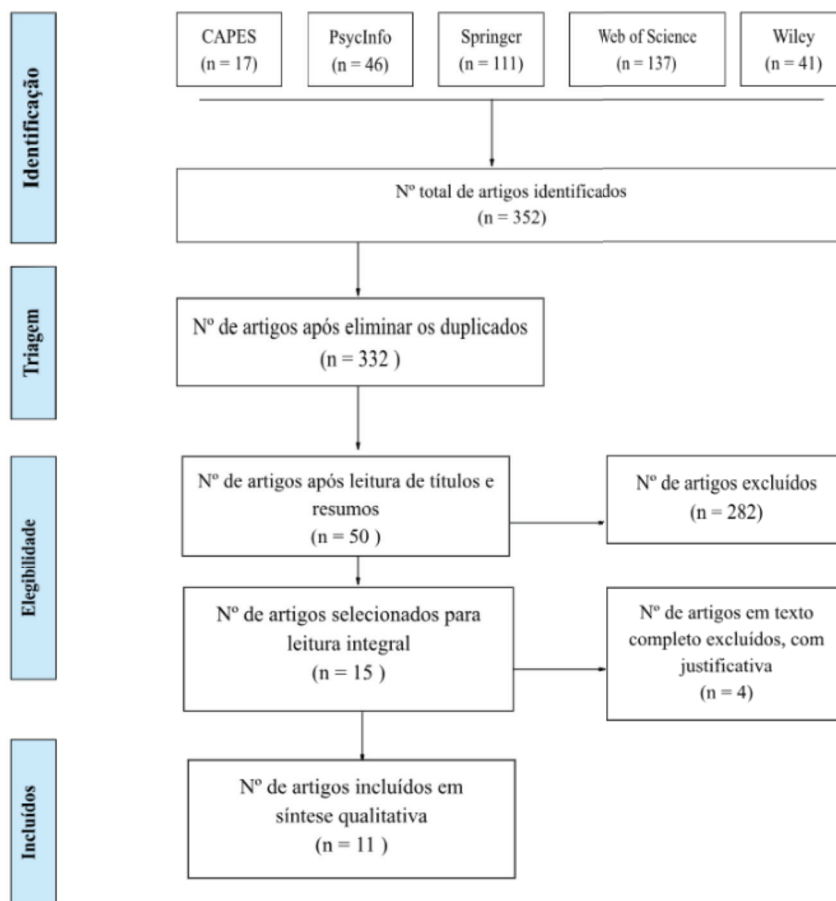 Identificação
CAPES
(n = 17)
PsycInfo
(n = 46)
Springer
(n = 111)
Web of Science
(n = 137)
Wiley
(n = 41)
Nº total de artigos identificados
(n = 352)
Triagem
Nº de artigos após eliminar os duplicados
(n = 332 )
Elegibilidade
Nº de artigos após leitura de títulos e
resumos
(n = 50 )
Nº de artigos excluídos
(n = 282)
Nº de artigos selecionados para
leitura integral
(n = 15 )
Nº de artigos em texto
completo excluídos, com
justificativa
(n = 4)
Incluídos
Nº de artigos incluídos em
síntese qualitativa
(n = 11 )